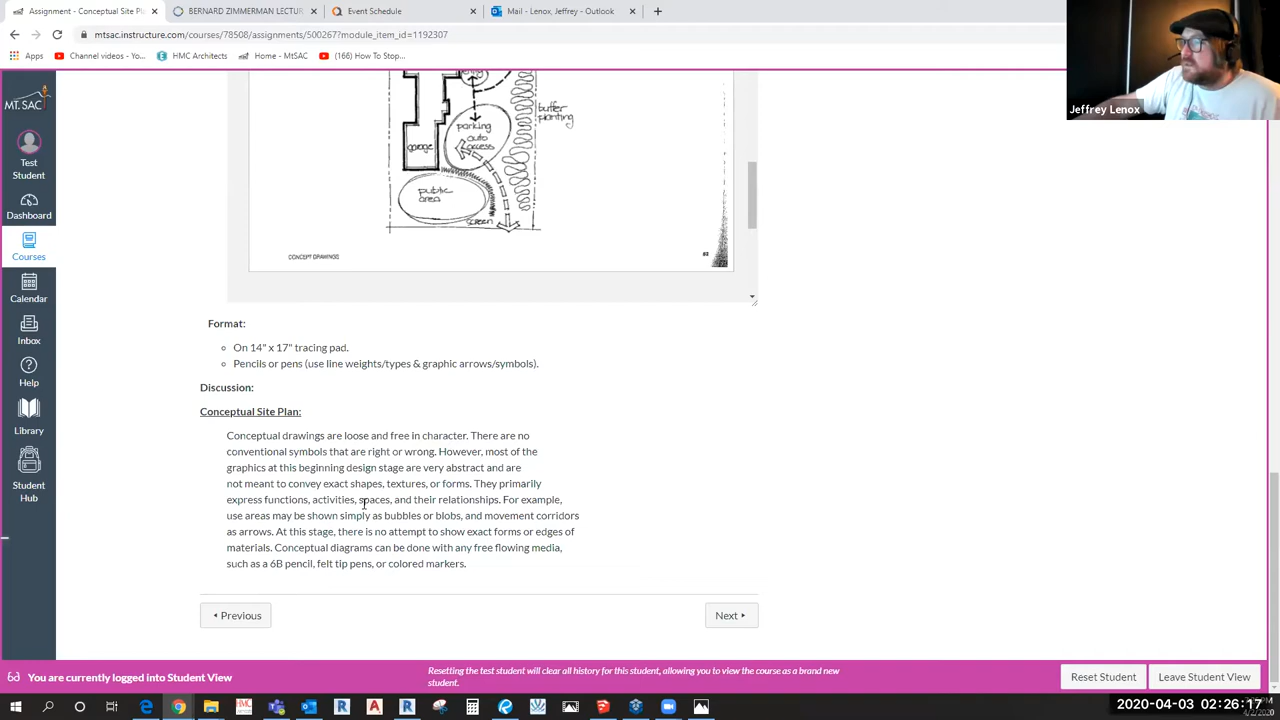 Assignment - Conceptual Site Pl
BERNARD ZIMMERMAN LECTUR
Event Schedule
Mail - Lenox, Jeffrey - Outlook
mtsac.instructure.com/courses/78508/assignments/500267?module_item_id=1192307
Apps
Channel videos - Yo...
HMC Architects
Home - MtSAC
(166) How To Stop...
Jeffrey Lenox
MT. SAC
Test
Student
Dashboard
Courses
Calendar
Inbox
Help
Library
Student
Hub
buffer
planting
parking
auto
access
garage
public
area
screen
CONCEPT DRAWINGS
Format:
On 14" x 17" tracing pad.
Pencils or pens (use line weights/types & graphic arrows/symbols).
Discussion:
Conceptual Site Plan:
Conceptual drawings are loose and free in character. There are no
conventional symbols that are right or wrong. However, most of the
graphics at this beginning design stage are very abstract and are
not meant to convey exact shapes, textures, or forms. They primarily
express functions, activities, spaces, and their relationships. For example,
use areas may be shown simply as bubbles or blobs, and movement corridors
as arrows. At this stage, there is no attempt to show exact forms or edges of
materials. Conceptual diagrams can be done with any free flowing media,
such as a 6B pencil, felt tip pens, or colored markers.
Previous
Next
You are currently logged into Student View
Resetting the test student will clear all history for this student, allowing you to view the course as a brand new
student.
Reset Student
Leave Student View
2020-04-03 02:26:17